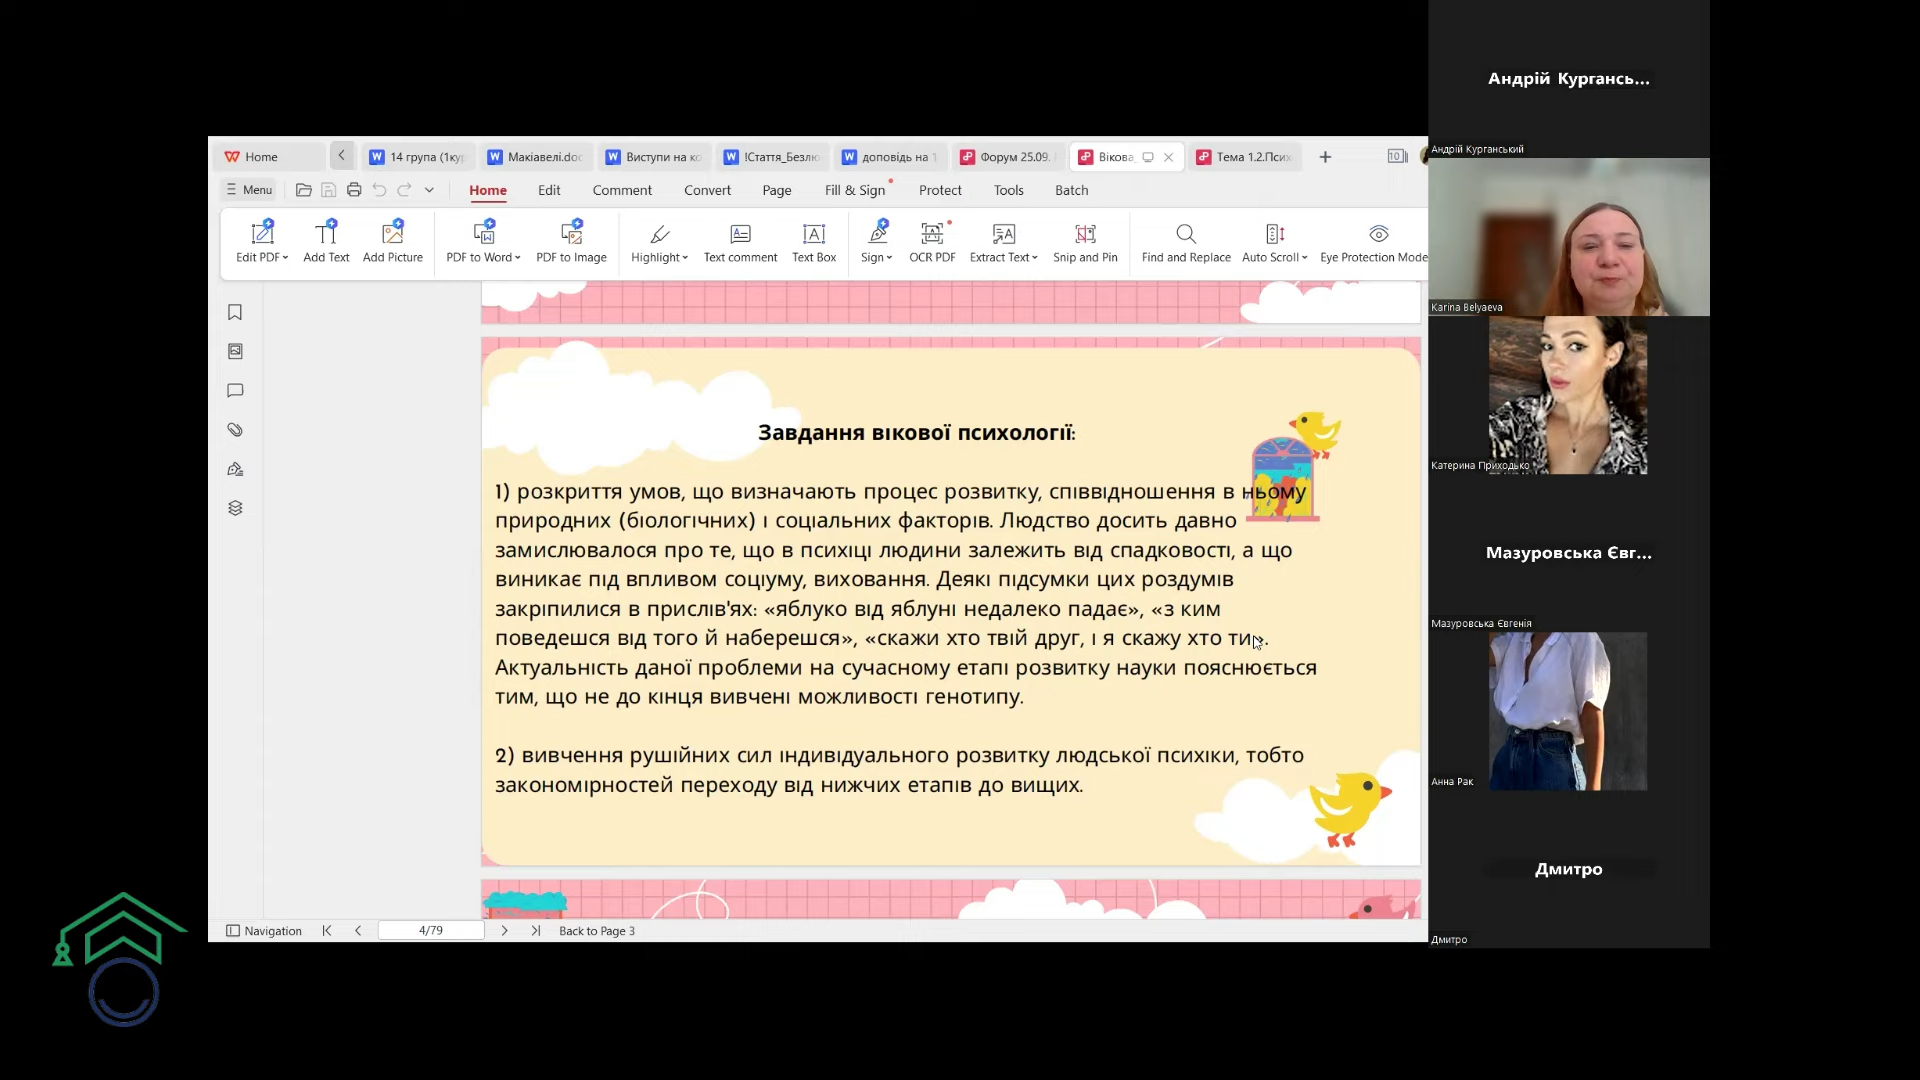 АндрійУргансь...
Home
14 група (1ку
Макіавелі.doc
Виступи на ко
!Стаття_Безлю
доповідь на 1
Форум 25.09.
Вікова_
Тема 1.2.Псих
Menu
Home
Edit
Comment
Convert
Page
Fill & Sign
Protect
Tools
Batch
Edit PDF
Add Text
Add Picture
PDF to Word
PDF to Image
Highlight
Text comment
Text Box
Sign
OCR PDF
Extract Text
Snip and Pin
Find and Replace
Auto Scroll
Eye Protection Mode
Завдання вікової психології:
1) розкриття умов, що визначають процес розвитку, співвідношення в ньому
природних (біологічних) і соціальних факторів. Людство досить давно
замислювалося про те, що в психіці людини залежить від спадковості, а що
виникає під впливом соціуму, виховання. Деякі підсумки цих роздумів
закріпилися в прислів'ях: «яблуко від яблуні недалеко падає», «з ким
поведешся від того й наберешся», «скажи хто твій друг, і я скажу хто ти».
Актуальність даної проблеми на сучасному етапі розвитку науки пояснюється
тим, що не до кінця вивчені можливості генотипу.
2) вивчення рушійних сил індивідуального розвитку людської психіки, тобто
закономірностей переходу від нижчих етапів до вищих.
Navigation
4/79
Back to Page 3
Андрій Курганський
Karina Belyaeva
Катерина Приходько
Мазуровська Євг...
Мазуровська Євгенія
Анна Рак
Дмитро
Дмитро